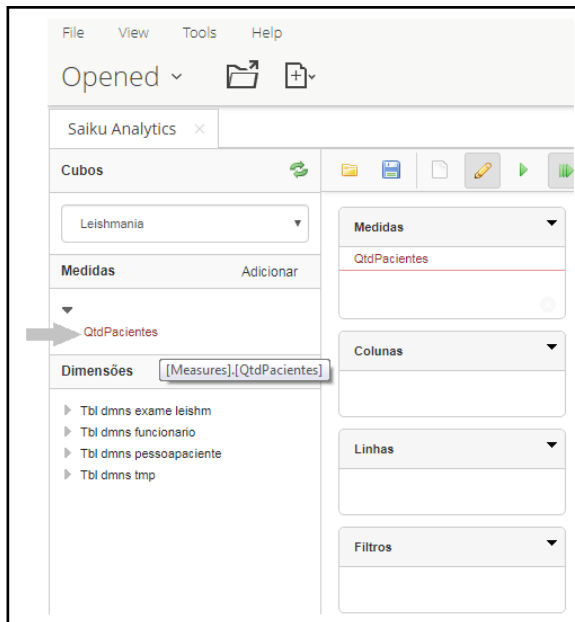 File View Tools Help
Opened
Saiku Analytics ×
Cubos
Leishmania
Medidas Adicionar
QtdPacientes
Dimensões
[Measures].[QtdPacientes]
Tbl dmns exame leishm
Tbl dmns funcionario
Tbl dmns pessoapaciente
Tbl dmns tmp
Medidas
QtdPacientes
Colunas
Linhas
Filtros